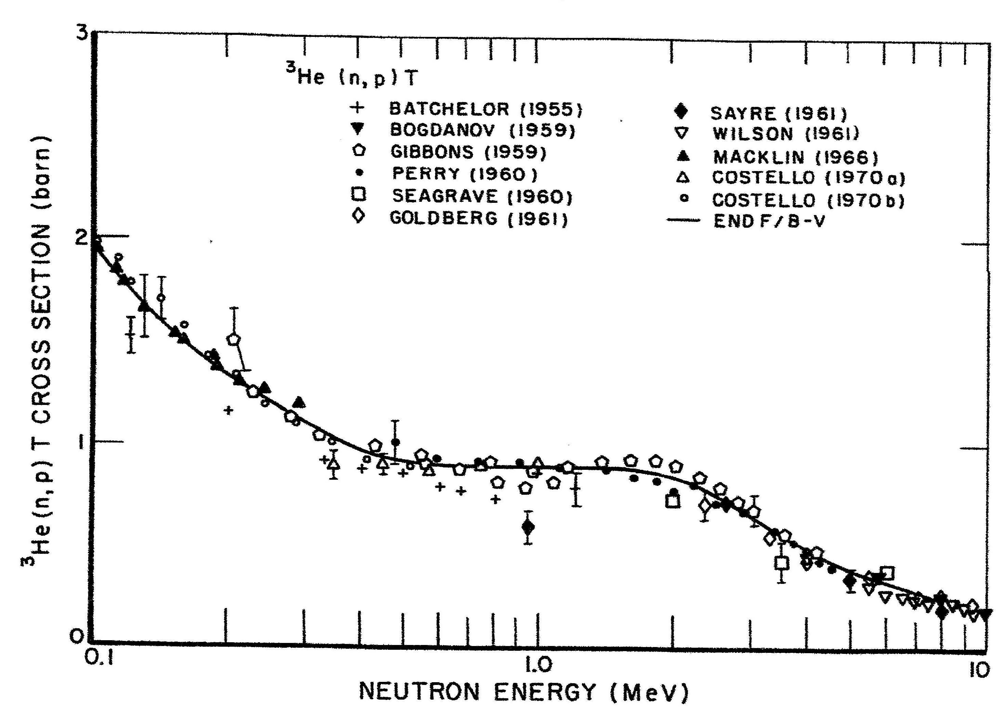 3
³He (n, p) T
BATCHELOR (1955)
BOGDANOV (1959)
GIBBONS (1959)
PERRY (1960)
SEAGRAVE (1960)
GOLDBERG (1961)
SAYRE (1961)
WILSON (1961)
MACKLIN (1966)
COSTELLO (1970a)
COSTELLO (1970b)
ENDF/B-V
2
1
0
³He(n,p) T CROSS SECTION (barn)
0.1
1.0
10
NEUTRON ENERGY (MeV)